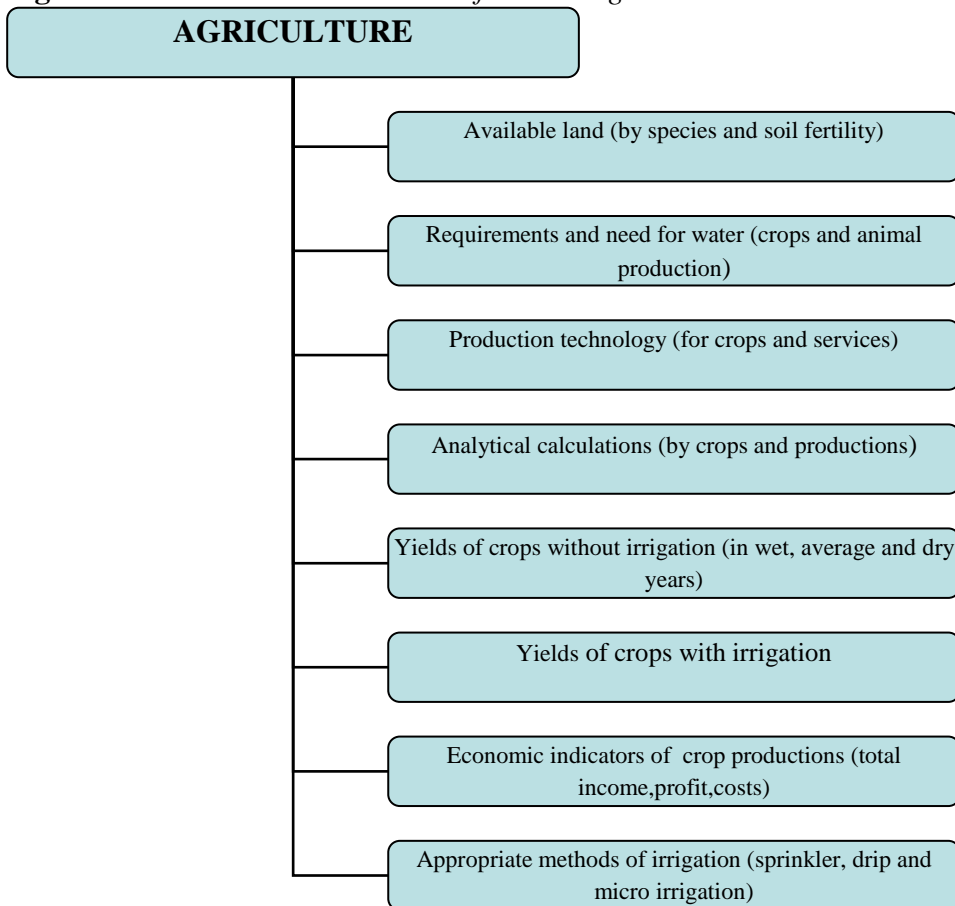 AGRICULTURE
Available land (by species and soil fertility)
Requirements and need for water (crops and animal
production)
Production technology (for crops and services)
Analytical calculations (by crops and productions)
Yields of crops without irrigation (in wet, average and dry
years)
Yields of crops with irrigation
Economic indicators of crop productions (total
income,profit,costs)
Appropriate methods of irrigation (sprinkler, drip and
micro irrigation)